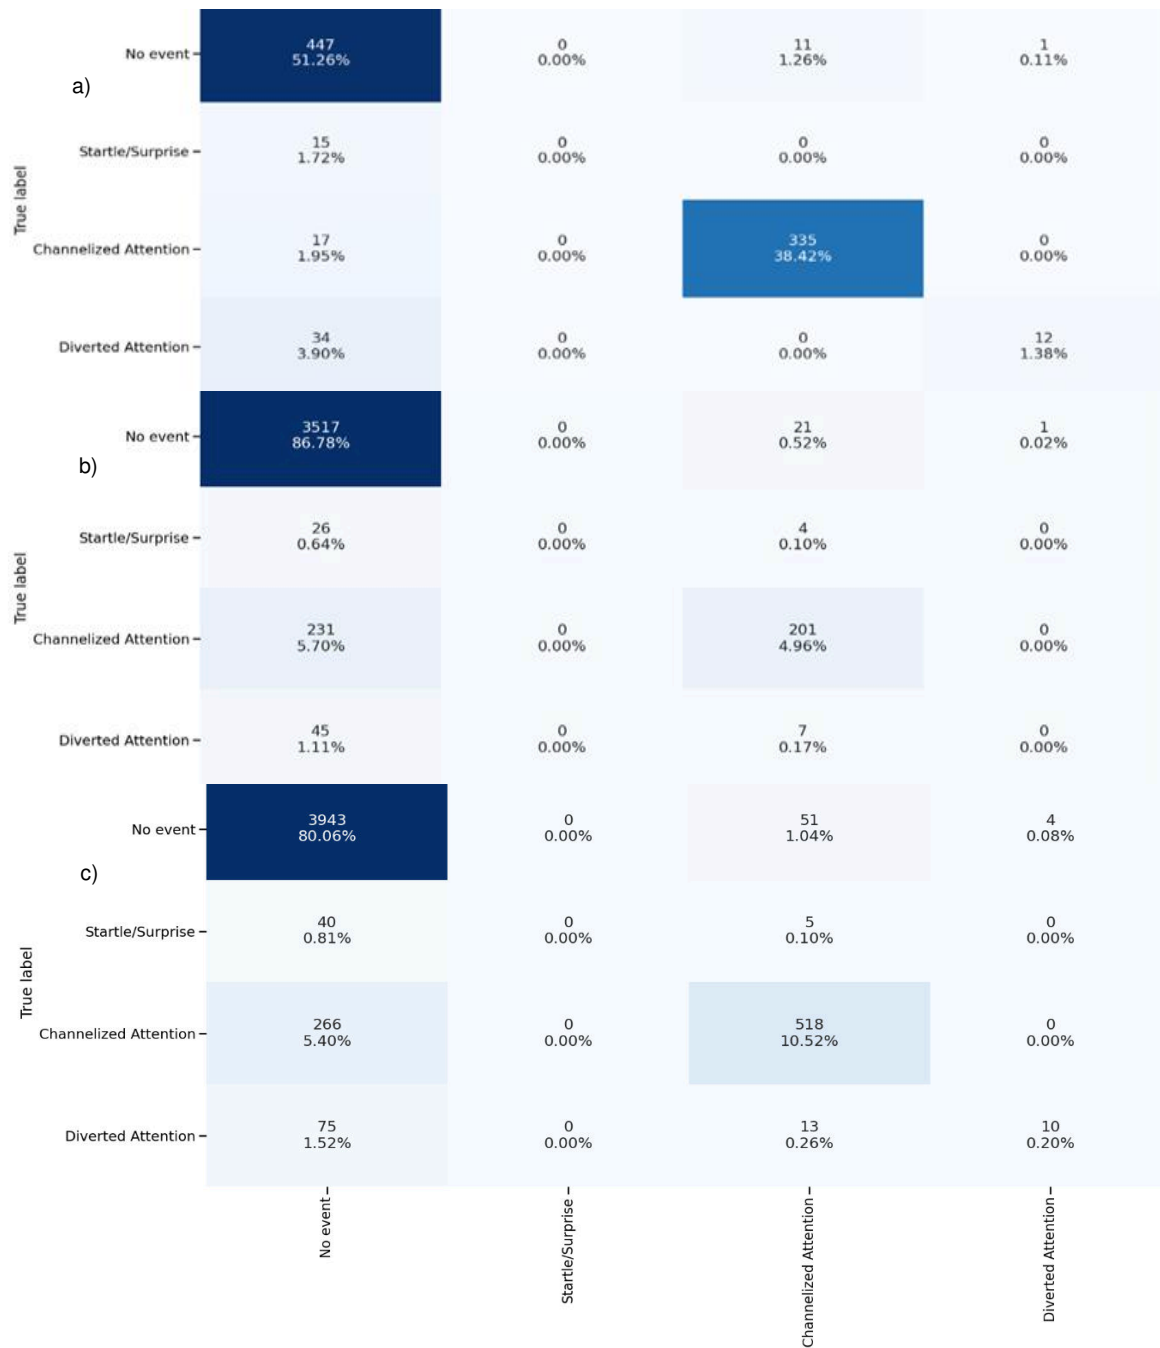 No event
447 0 11 1
51.26% 0.00% 1.26% 0.11%
a)
Startle/Surprise
15 0 0 0
1.72% 0.00% 0.00% 0.00%
True label
Channelized Attention
17 0 335 0
1.95% 0.00% 38.42% 0.00%
Diverted Attention
34 0 0 12
3.90% 0.00% 0.00% 1.38%
No event
3517 0 21 1
86.78% 0.00% 0.52% 0.02%
b)
Startle/Surprise
26 0 4 0
0.64% 0.00% 0.10% 0.00%
True label
Channelized Attention
231 0 201 0
5.70% 0.00% 4.96% 0.00%
Diverted Attention
45 0 7 0
1.11% 0.00% 0.17% 0.00%
No event
3943 0 51 4
80.06% 0.00% 1.04% 0.08%
c)
Startle/Surprise
40 0 5 0
0.81% 0.00% 0.10% 0.00%
True label
Channelized Attention
266 0 518 0
5.40% 0.00% 10.52% 0.00%
Diverted Attention
75 0 13 10
1.52% 0.00% 0.26% 0.20%
No event
Startle/Surprise
Channelized Attention
Diverted Attention